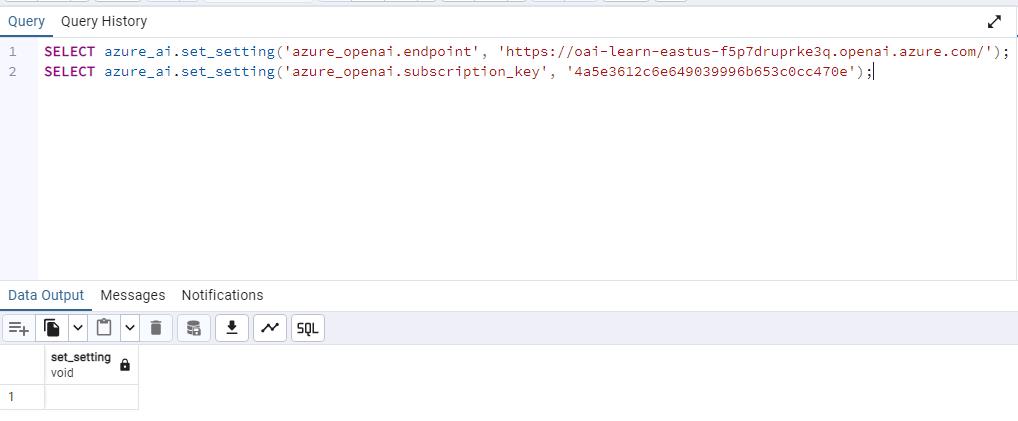 Query Query History
1 SELECT azure_ai.set_setting('azure_openai.endpoint', 'https://oai-learn-eastus-f5p7druprke3q.openai.azure.com/');
2 SELECT azure_ai.set_setting('azure_openai.subscription_key', '4a5e3612c6e649039996b653c0cc470e');
Data Output Messages Notifications
SQL
set_setting
void
1